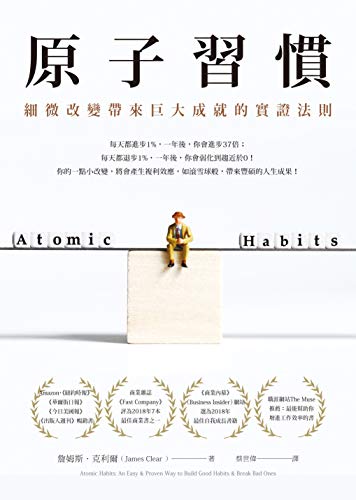 原子習慣
細微改變帶來巨大成就的實證法則
每天都進步1%，一年後，你會進步37倍；
每天都退步1%，一年後，你會弱化到趨近於0！
你的一點小改變，將會產生複利效應，如滾雪球般，帶來豐碩的人生成果！
Atomic Habits
Amazon、《紐約時報》
《華爾街日報》
《今日美國報》
《出版人週刊》暢銷書
商業雜誌
《Fast Company》
評為2018年7本
最佳商業書之一
《商業內幕》
（Business Insider）網站
選為2018年
最佳自我成長書籍
職涯網站The Muse
推薦：最能幫助你
增進工作效率的書
詹姆斯・克利爾（James Clear）——著
蔡世偉——譯
Atomic Habits: An Easy & Proven Way to Build Good Habits & Break Bad Ones